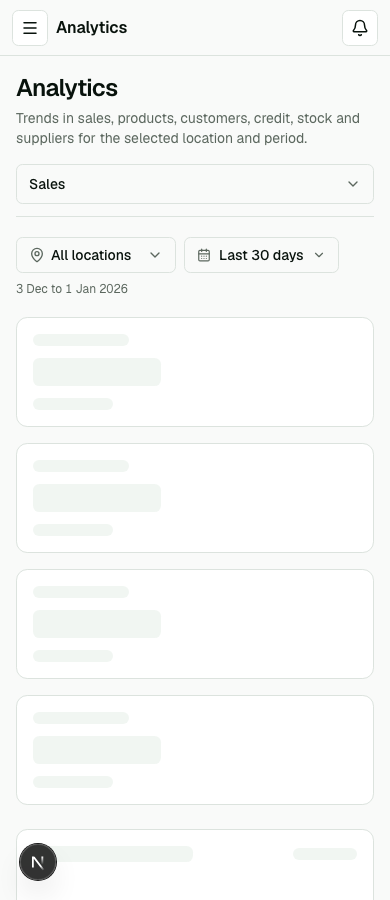 Analytics
Analytics
Trends in sales, products, customers, credit, stock and
suppliers for the selected location and period.
Sales
All locations
Last 30 days
3 Dec to 1 Jan 2026
N